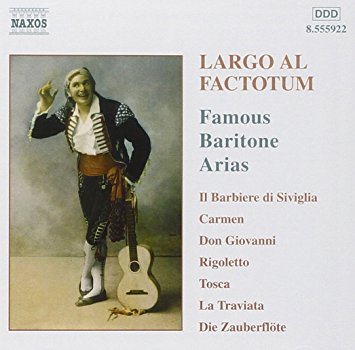 NAXOS
DDD
8.555922
LARGO AL
FACTOTUM
Famous
Baritone
Arias
Il Barbiere di Siviglia
Carmen
Don Giovanni
Rigoletto
Tosca
La Traviata
Die Zauberflöte